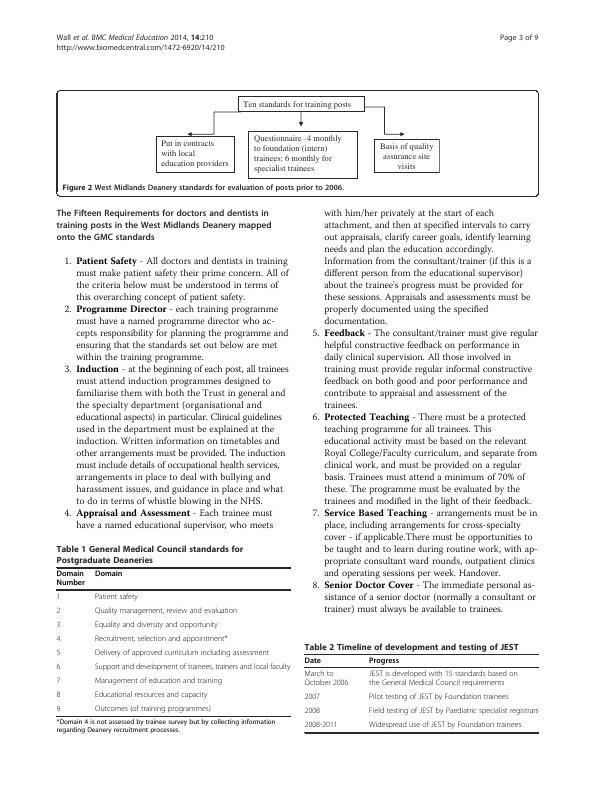 Wall et al. BMC Medical Education 2014, 14:210
http://www.biomedcentral.com/1472-6920/14/210
Page 3 of 9
Ten standards for training posts
Put in contracts
with local
education providers
Questionnaire–4 monthly
to foundation (intern)
trainees; 6 monthly for
specialist trainees
Basis of quality
assurance site
visits
Figure 2 West Midlands Deanery standards for evaluation of posts prior to 2006.
The Fifteen Requirements for doctors and dentists in
training posts in the West Midlands Deanery mapped
onto the GMC standards
1. Patient Safety - All doctors and dentists in training
must make patient safety their prime concern. All of
the criteria below must be understood in terms of
this overarching concept of patient safety.
2. Programme Director - each training programme
must have a named programme director who ac-
cepts responsibility for planning the programme and
ensuring that the standards set out below are met
within the training programme.
3. Induction - at the beginning of each post, all trainees
must attend induction programmes designed to
familiarise them with both the Trust in general and
the specialty department (organisational and
educational aspects) in particular. Clinical guidelines
used in the department must be explained at the
induction. Written information on timetables and
other arrangements must be provided. The induction
must include details of occupational health services,
arrangements in place to deal with bullying and
harassment issues, and guidance in place and what
to do in terms of whistle blowing in the NHS.
4. Appraisal and Assessment - Each trainee must
have a named educational supervisor, who meets
Table 1 General Medical Council standards for
Postgraduate Deaneries
Domain Number Domain
1 Patient safety
2 Quality management, review and evaluation
3 Equality and diversity and opportunity
4 Recruitment, selection and appointment*
5 Delivery of approved curriculum including assessment
6 Support and development of trainees, trainers and local faculty
7 Management of education and training
8 Educational resources and capacity
9 Outcomes (of training programmes)
*Domain 4 is not assessed by trainee survey but by collecting information
regarding Deanery recruitment processes.
with him/her privately at the start of each
attachment, and then at specified intervals to carry
out appraisals, clarify career goals, identify learning
needs and plan the education accordingly.
Information from the consultant/trainer (if this is a
different person from the educational supervisor)
about the trainee's progress must be provided for
these sessions. Appraisals and assessments must be
properly documented using the specified
documentation.
5. Feedback - The consultant/trainer must give regular
helpful constructive feedback on performance in
daily clinical supervision. All those involved in
training must provide regular informal constructive
feedback on both good and poor performance and
contribute to appraisal and assessment of the
trainees.
6. Protected Teaching - There must be a protected
teaching programme for all trainees. This
educational activity must be based on the relevant
Royal College/Faculty curriculum, and separate from
clinical work, and must be provided on a regular
basis. Trainees must attend a minimum of 70% of
these. The programme must be evaluated by the
trainees and modified in the light of their feedback.
7. Service Based Teaching - arrangements must be in
place, including arrangements for cross-specialty
cover - if applicable.There must be opportunities to
be taught and to learn during routine work, with ap-
propriate consultant ward rounds, outpatient clinics
and operating sessions per week. Handover.
8. Senior Doctor Cover - The immediate personal as-
sistance of a senior doctor (normally a consultant or
trainer) must always be available to trainees.
Table 2 Timeline of development and testing of JEST
Date Progress
March to October 2006 JEST is developed with 15 standards based on
the General Medical Council requirements
2007 Pilot testing of JEST by Foundation trainees
2008 Field testing of JEST by Paediatric specialist registrars
2008-2011 Widespread use of JEST by Foundation trainees